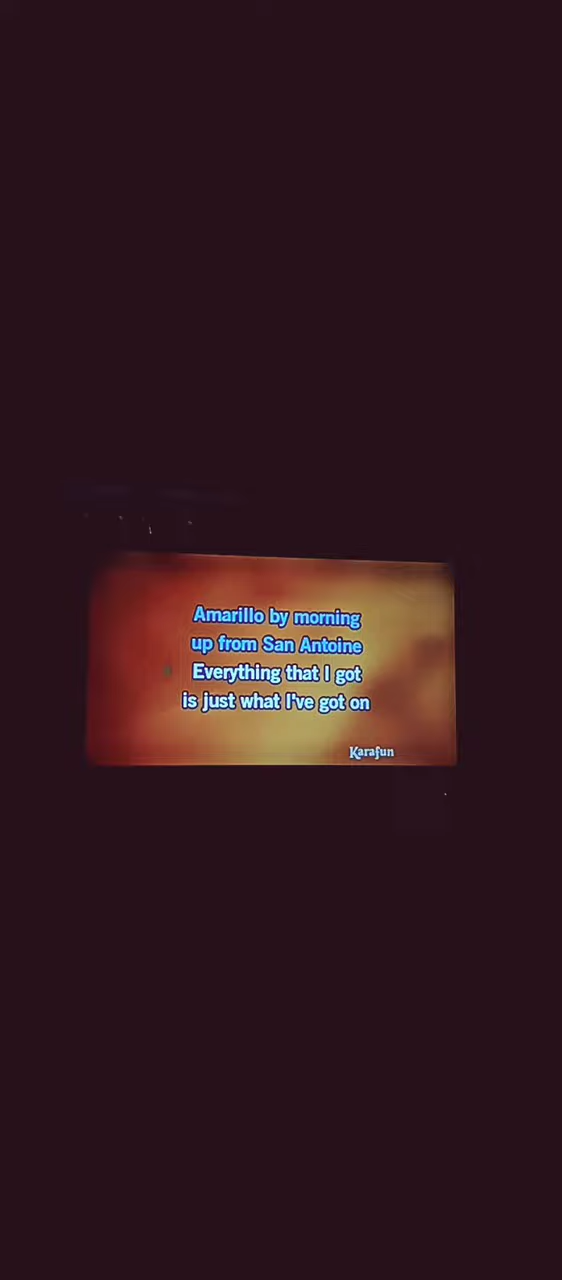 Amarillo by morning
up from San Antoine
Everything that I got
is just what I've got on
Karafun